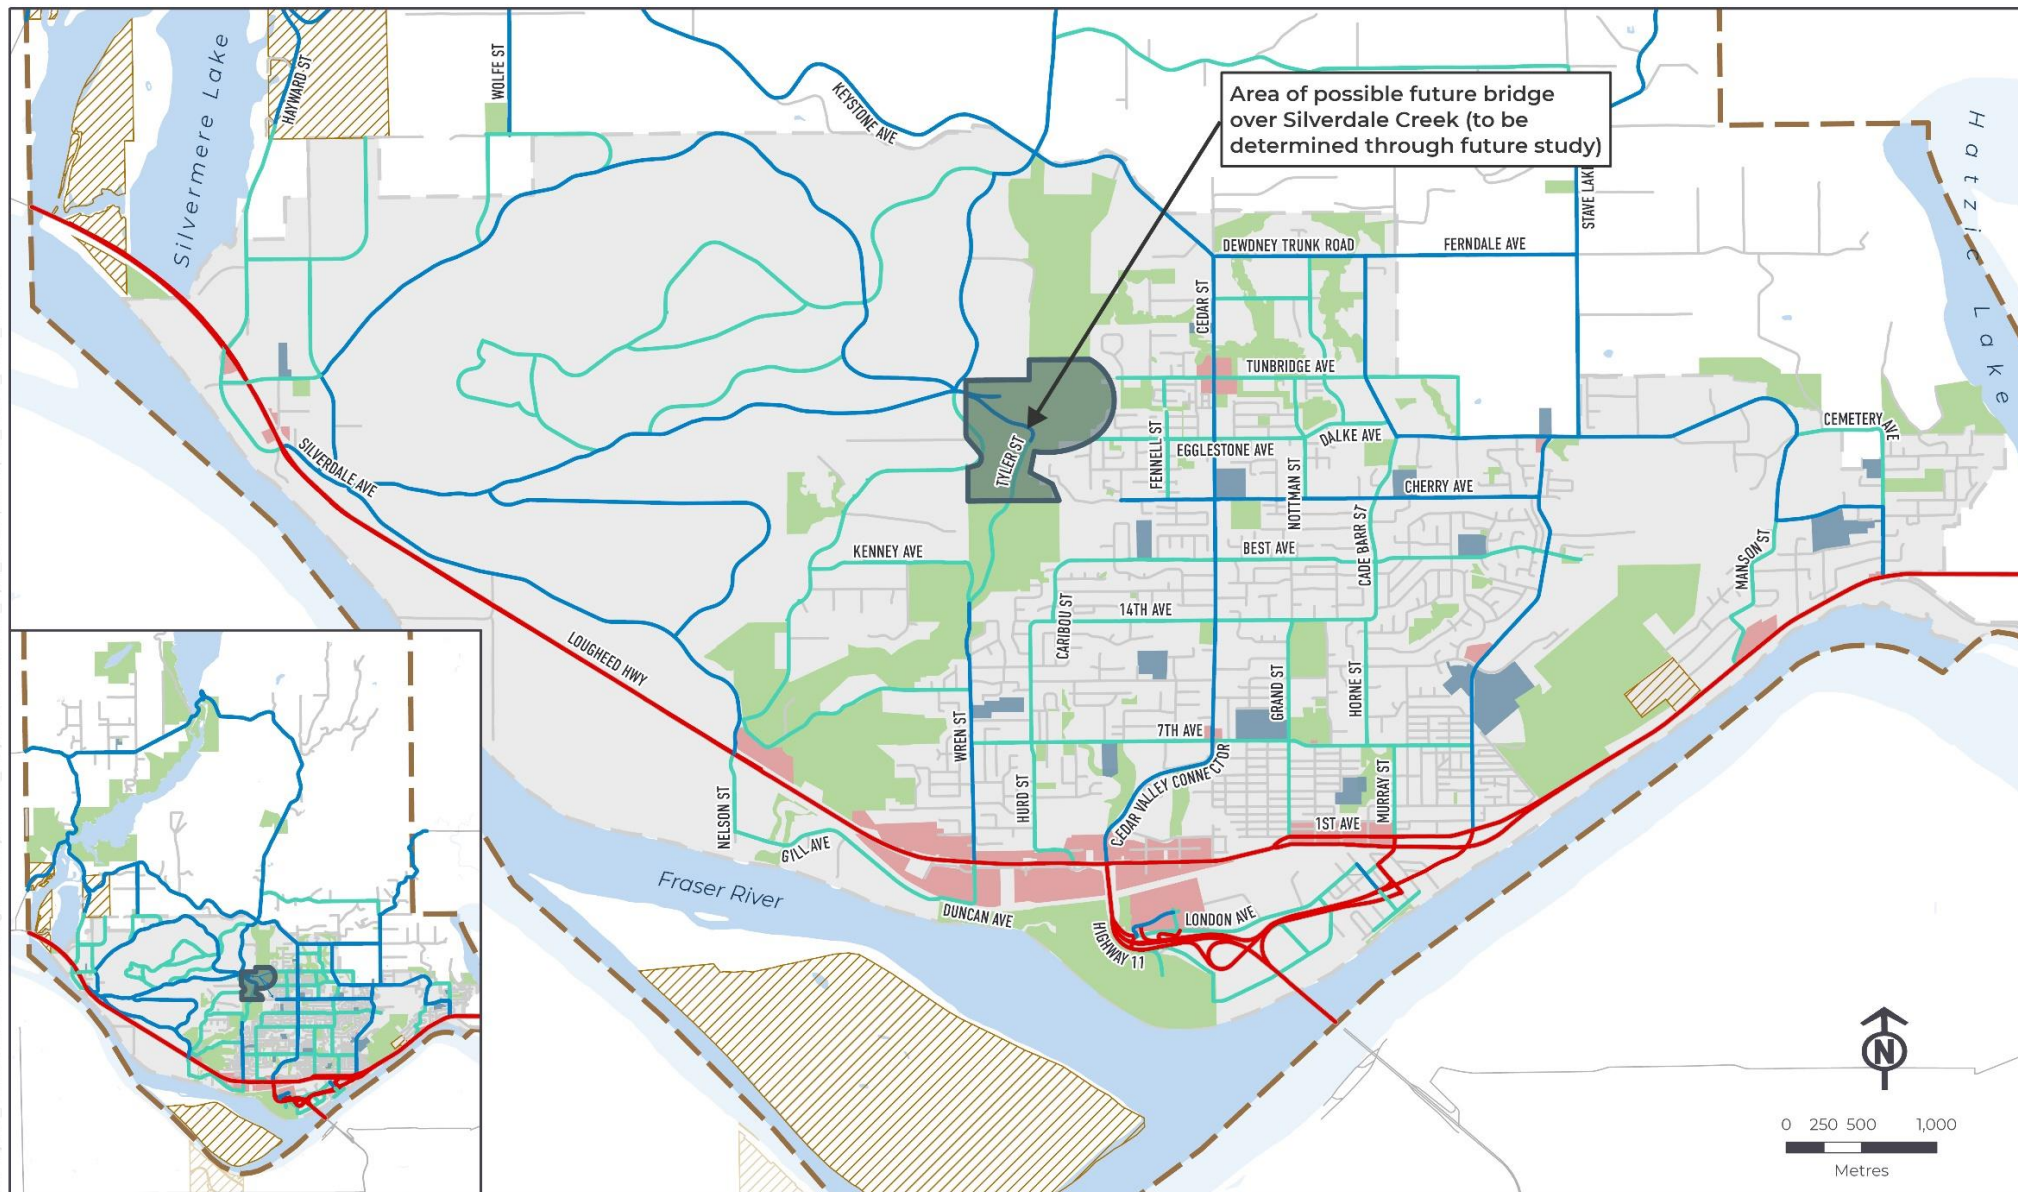 Silvermere Lake
HAYWARD ST
WOLFE ST
KEYSTONE AVE
Area of possible future bridge
over Silverdale Creek (to be
determined through future study)
STAVE LAKE
Hatzic Lake
DEWDNEY TRUNK ROAD
FERNDALE AVE
CEDAR ST
TUNBRIDGE AVE
SILVERDALE AVE
TYLER ST
FENNELL ST
EGGLESTONE AVE
DALKE AVE
CEMETERY AVE
NOTTMAN ST
CHERRY AVE
KENNEY AVE
BEST AVE
CADE BARR ST
MANSON ST
CARIBOU ST
14TH AVE
LOUGHEED HWY
GRAND ST
HORNE ST
WREN ST
7TH AVE
NELSON ST
HURD ST
CEDAR VALLEY CONNECTOR
MURRAY ST
1ST AVE
GILL AVE
Fraser River
DUNCAN AVE
LONDON AVE
HIGHWAY 11
N
0 250 500 1,000
Metres